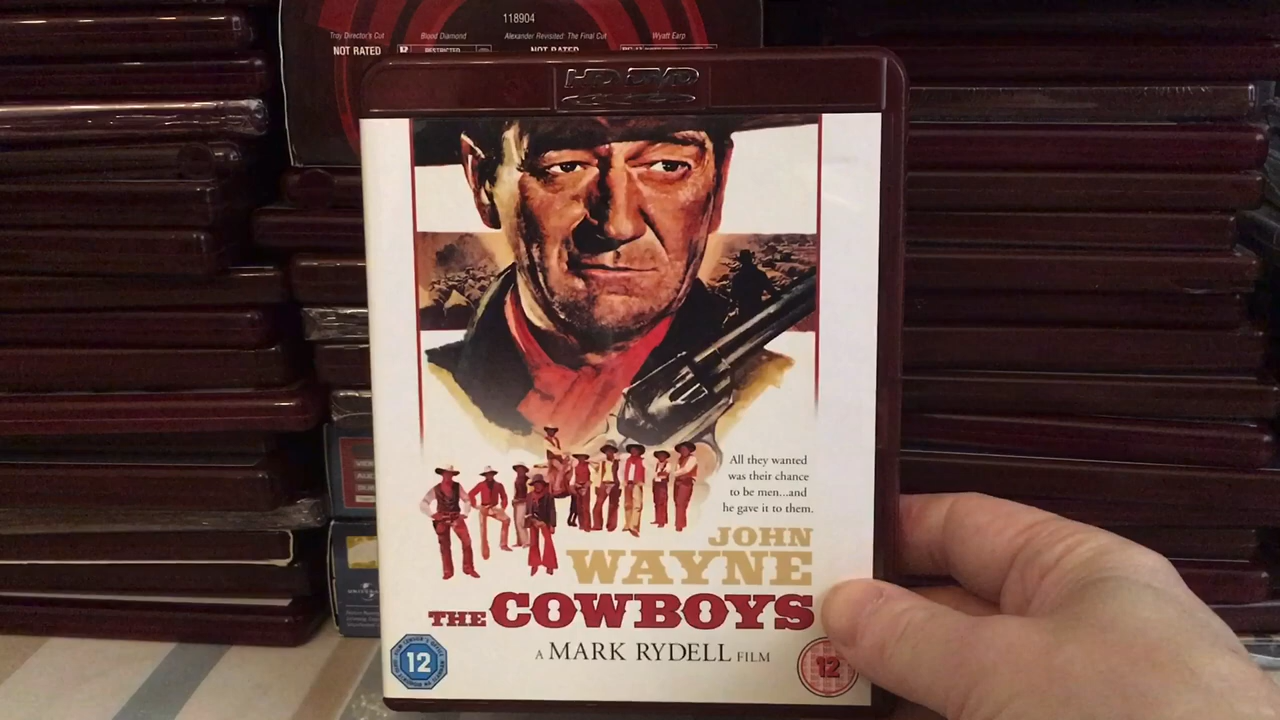 118904
Troy Director's Cut
Blood Diamond
Alexander Revisited: The Final Cut
Wyatt Earp
NOT RATED
R
RESTRICTED
NOT RATED
HD DVD
All they wanted
was their chance
to be men...and
he gave it to them.
JOHN
WAYNE
THE COWBOYS
A MARK RYDELL FILM
12
12